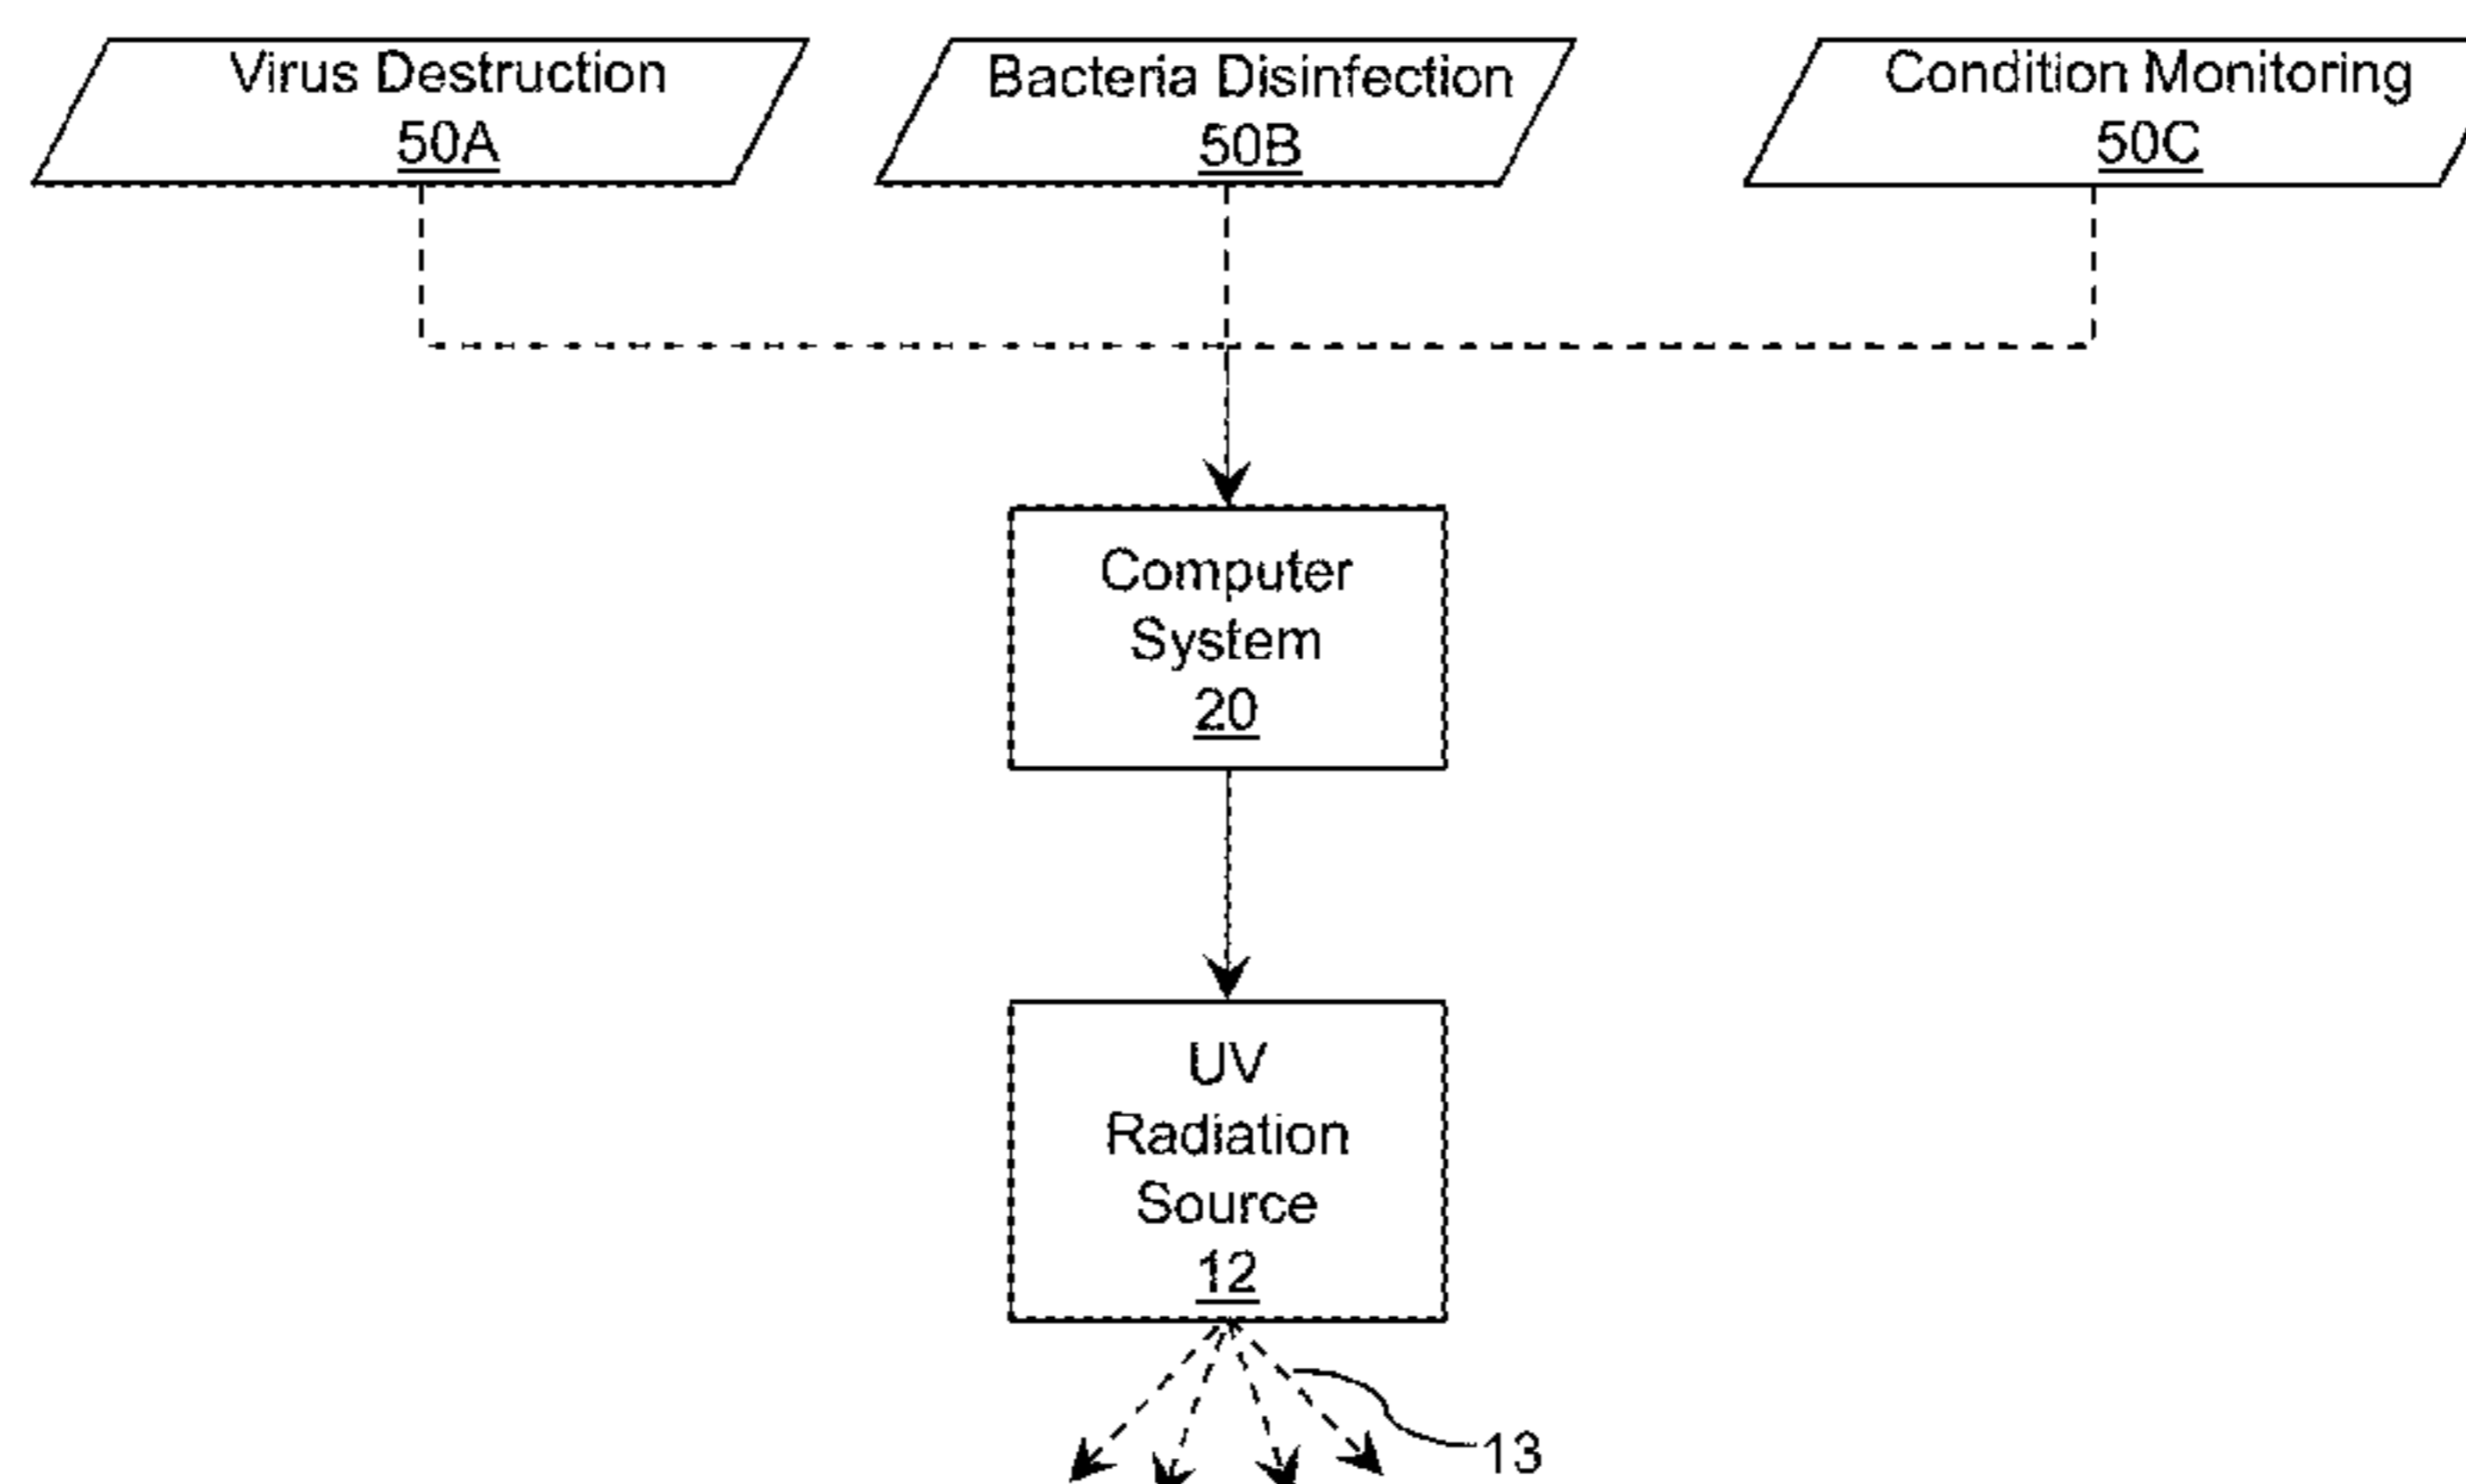 Virus Destruction
50A
Bacteria Disinfection
50B
Condition Monitoring
50C
Computer
System
20
UV
Radiation
Source
12
13